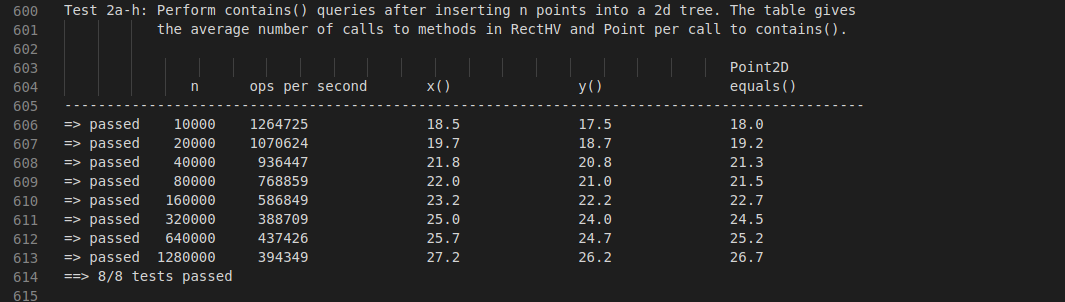 600 Test 2a-h: Perform contains() queries after inserting n points into a 2d tree. The table gives
601 the average number of calls to methods in RectHV and Point per call to contains().
602
603 Point2D
604 n ops per second x() y() equals()
605 -----------------------------------------------------------------------------------------------
606 => passed 10000 1264725 18.5 17.5 18.0
607 => passed 20000 1070624 19.7 18.7 19.2
608 => passed 40000 936447 21.8 20.8 21.3
609 => passed 80000 768859 22.0 21.0 21.5
610 => passed 160000 586849 23.2 22.2 22.7
611 => passed 320000 388709 25.0 24.0 24.5
612 => passed 640000 437426 25.7 24.7 25.2
613 => passed 1280000 394349 27.2 26.2 26.7
614 ==> 8/8 tests passed
615